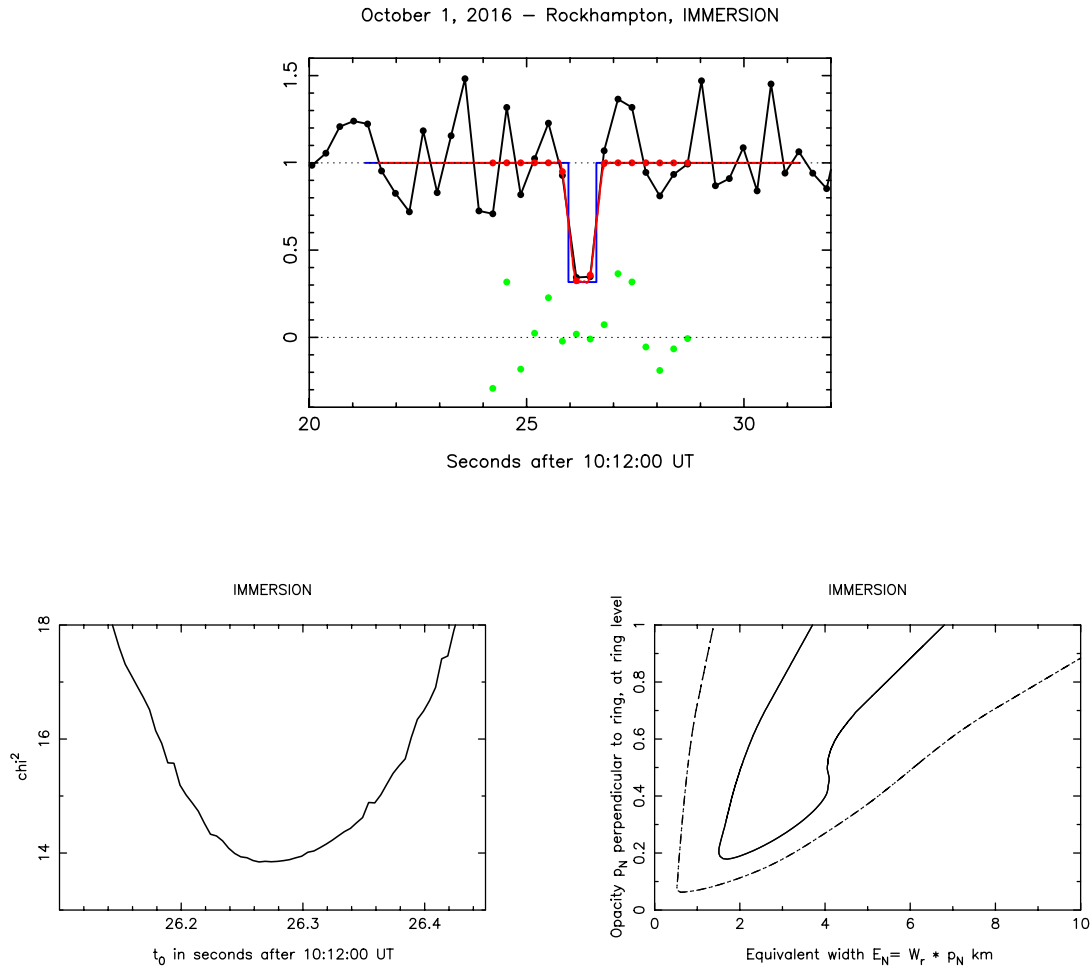 October 1, 2016 – Rockhampton, IMMERSION
1.5
1
0.5
0
20 25 30
Seconds after 10:12:00 UT
IMMERSION
18
16
14
chi²
26.2 26.3 26.4
t₀ in seconds after 10:12:00 UT
IMMERSION
Opacity p_N perpendicular to ring, at ring level
1
0.8
0.6
0.4
0.2
0
0 2 4 6 8 10
Equivalent width E_N= W_r * p_N km